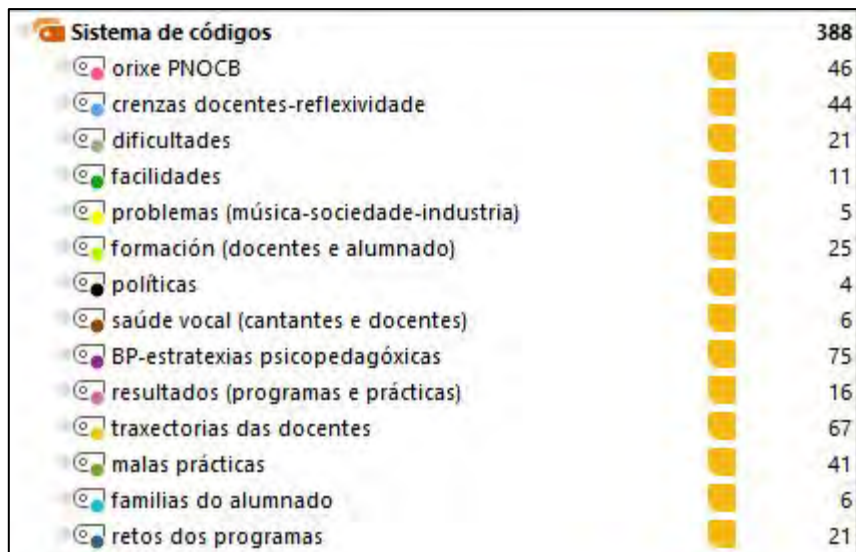 Sistema de códigos 388
orixe PNOCB 46
crenzas docentes-reflexividade 44
dificultades 21
facilidades 11
problemas (música-sociedade-industria) 5
formación (docentes e alumnado) 25
políticas 4
saúde vocal (cantantes e docentes) 6
BP-estratexias psicopedagóxicas 75
resultados (programas e prácticas) 16
traxectorias das docentes 67
malas prácticas 41
familias do alumnado 6
retos dos programas 21